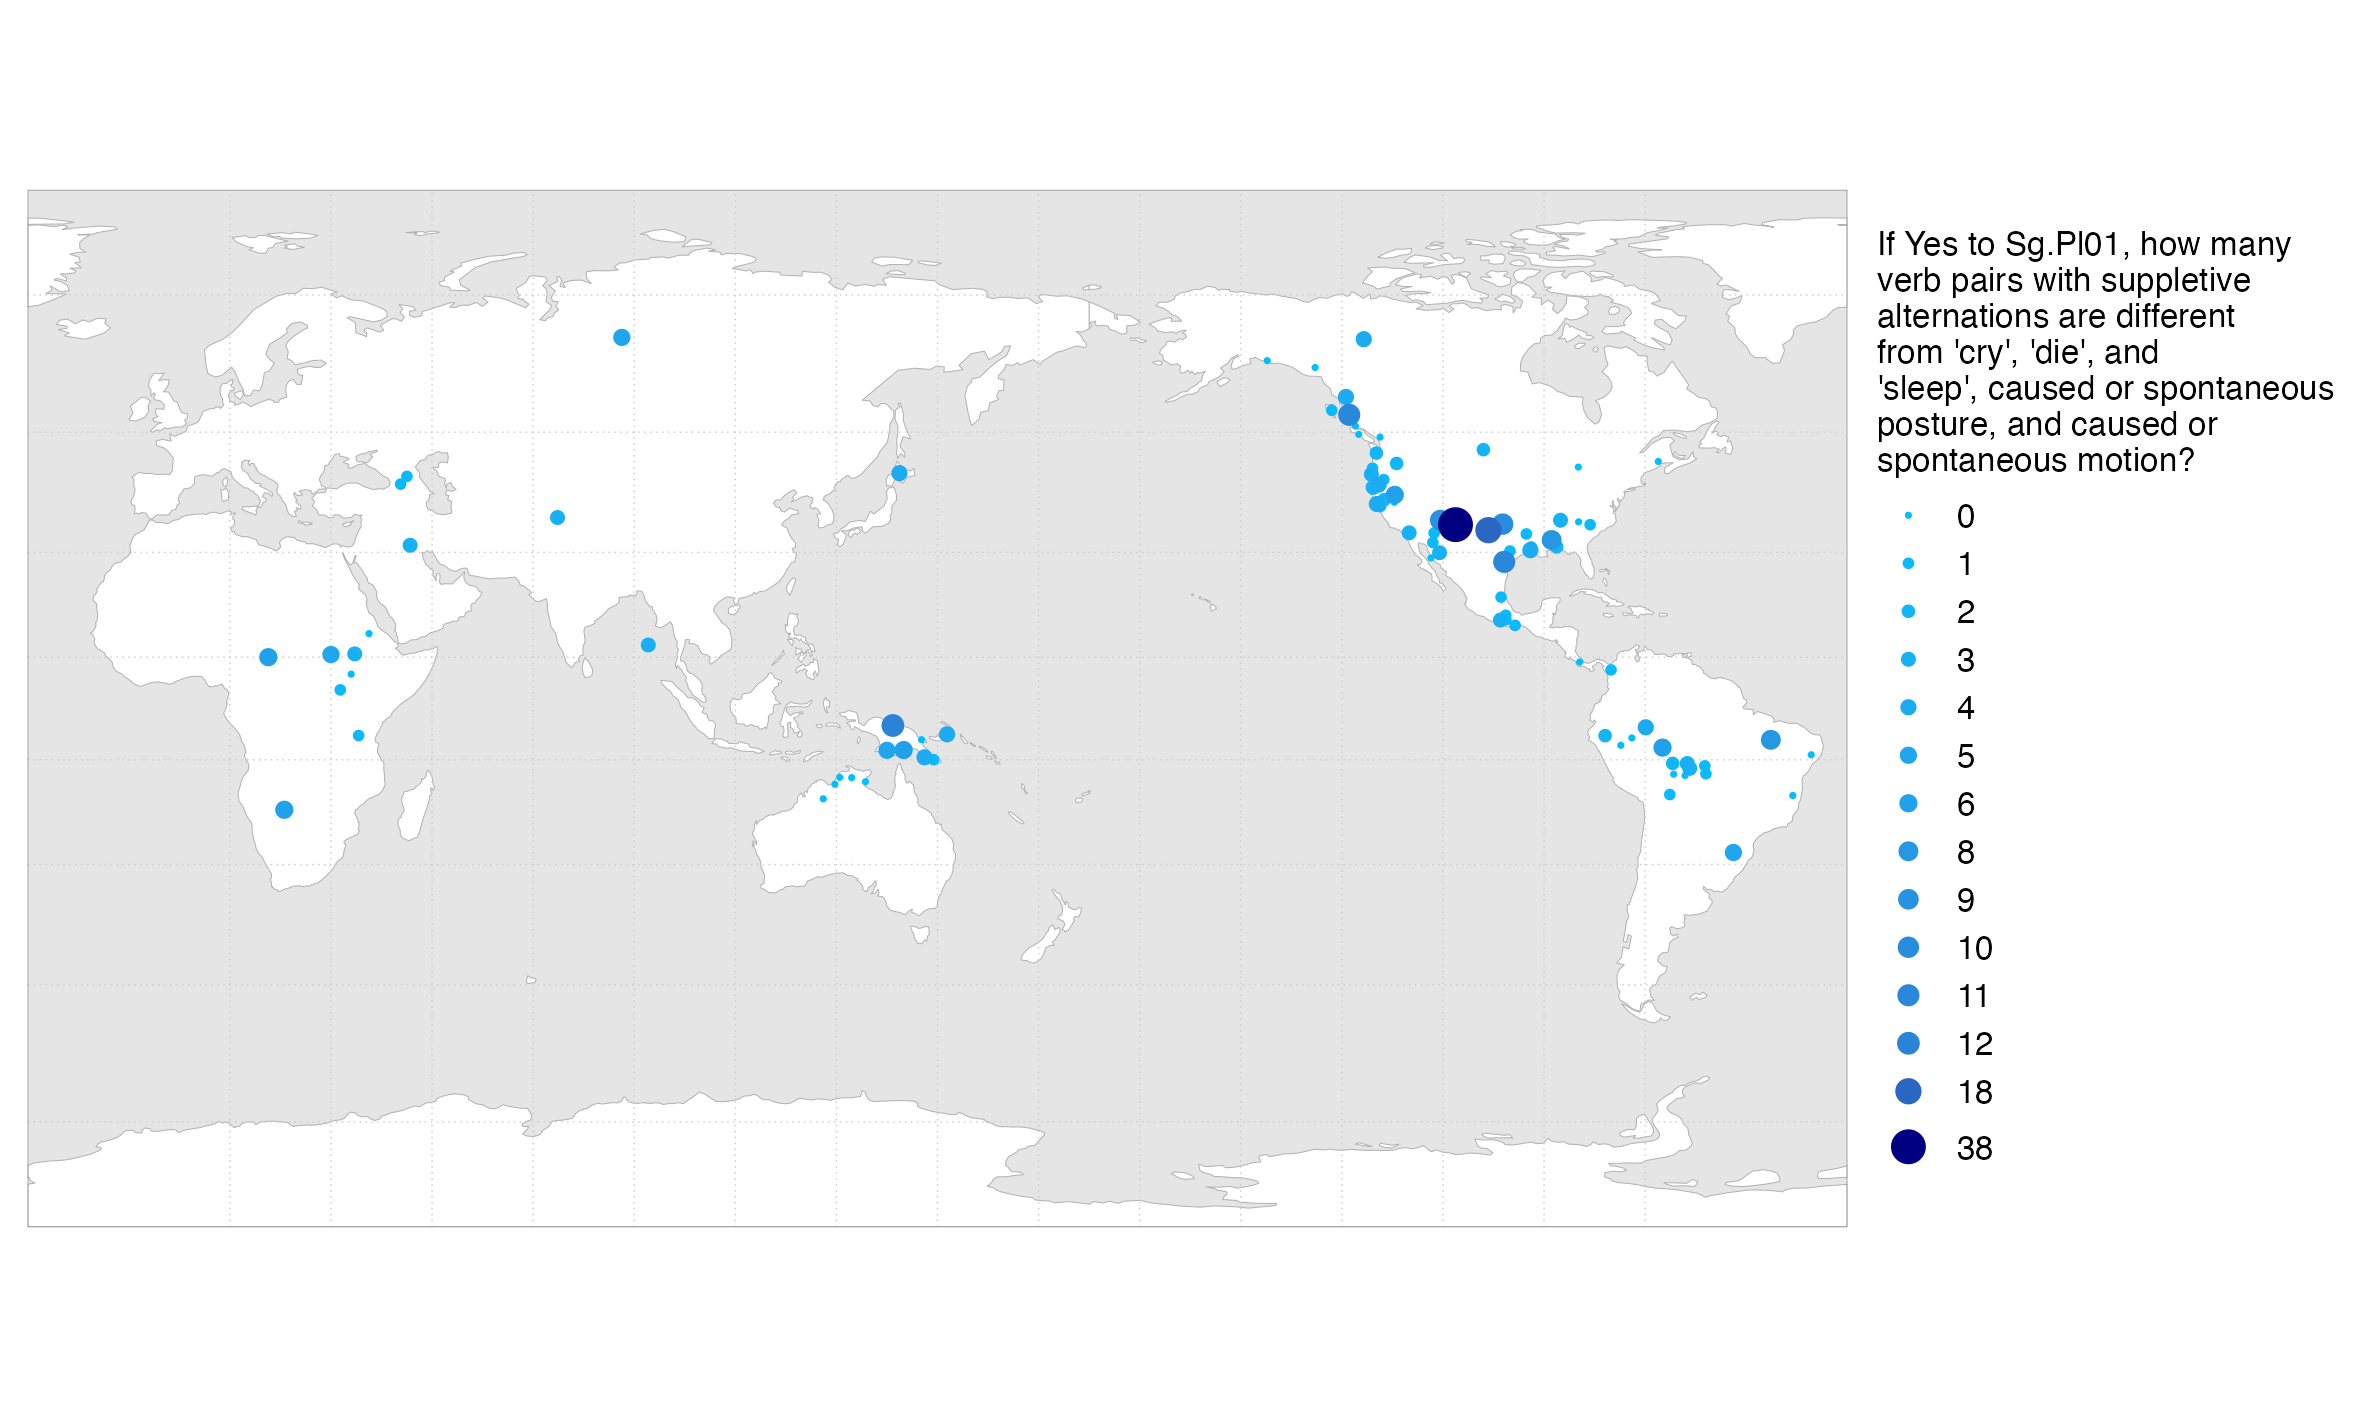 If Yes to Sg.Pl01, how many
verb pairs with suppletive
alternations are different
from 'cry', 'die', and
'sleep', caused or spontaneous
posture, and caused or
spontaneous motion?
0
1
2
3
4
5
6
8
9
10
11
12
18
38